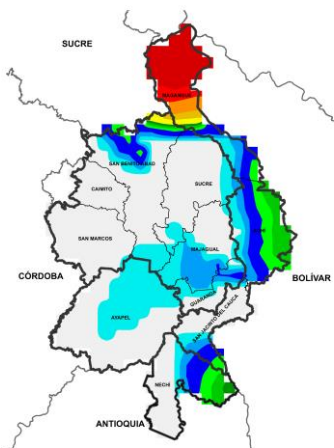 SUCRE
MAGANGUÉ
SAN BENITO ABAD
CAIMITO
SUCRE
SAN MARCOS
MAJAGUAL
CÓRDOBA
BOLÍVAR
GUARANDA
AYAPEL
SAN JACINTO DEL CAUCA
NECHÍ
ANTIOQUIA